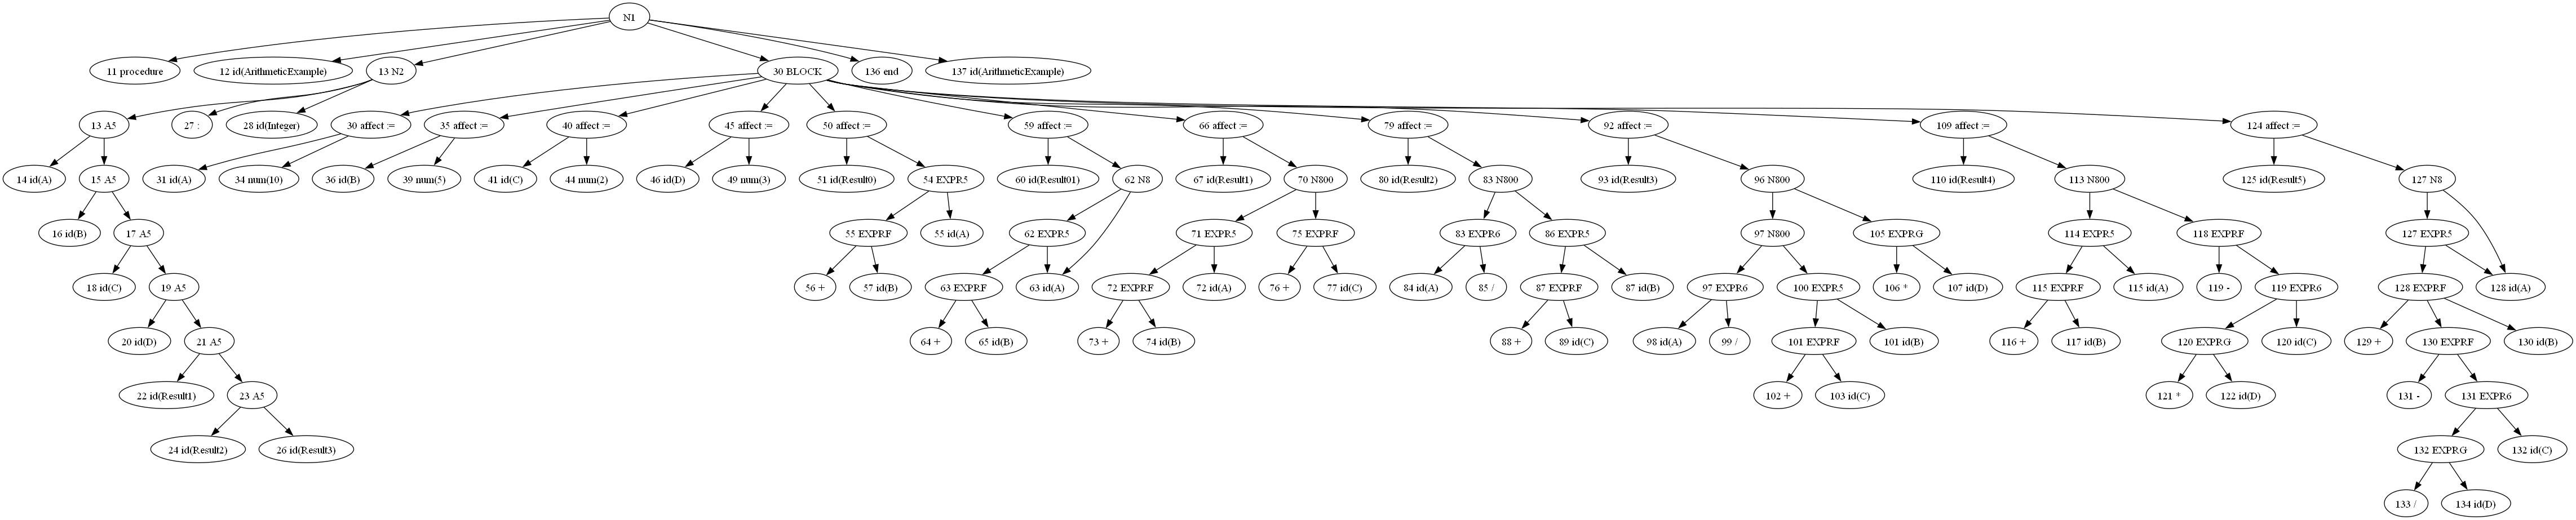 N1
11 procedure
12 id(ArithmeticExample)
13 N2
30 BLOCK
136 end
137 id(ArithmeticExample)
13 A5
27 :
28 id(Integer)
30 affect :=
35 affect :=
40 affect :=
45 affect :=
50 affect :=
59 affect :=
66 affect :=
79 affect :=
92 affect :=
109 affect :=
124 affect :=
14 id(A)
15 A5
31 id(A)
34 num(10)
36 id(B)
39 num(5)
41 id(C)
44 num(2)
46 id(D)
49 num(3)
51 id(Result0)
54 EXPR5
60 id(Result01)
62 N8
67 id(Result1)
70 N800
80 id(Result2)
83 N800
93 id(Result3)
96 N800
110 id(Result4)
113 N800
125 id(Result5)
127 N8
16 id(B)
17 A5
55 EXPRF
55 id(A)
62 EXPR5
71 EXPR5
75 EXPRF
83 EXPR6
86 EXPR5
97 N800
105 EXPRG
114 EXPR5
118 EXPRF
127 EXPR5
18 id(C)
19 A5
56 +
57 id(B)
63 EXPRF
63 id(A)
72 EXPRF
72 id(A)
76 +
77 id(C)
84 id(A)
85 /
87 EXPRF
87 id(B)
97 EXPR6
100 EXPR5
106 *
107 id(D)
115 EXPRF
115 id(A)
119 -
119 EXPR6
128 EXPRF
128 id(A)
20 id(D)
21 A5
64 +
65 id(B)
73 +
74 id(B)
88 +
89 id(C)
98 id(A)
99 /
101 EXPRF
101 id(B)
116 +
117 id(B)
120 EXPRG
120 id(C)
129 +
130 EXPRF
130 id(B)
22 id(Result1)
23 A5
102 +
103 id(C)
121 *
122 id(D)
131 -
131 EXPR6
24 id(Result2)
26 id(Result3)
132 EXPRG
132 id(C)
133 /
134 id(D)